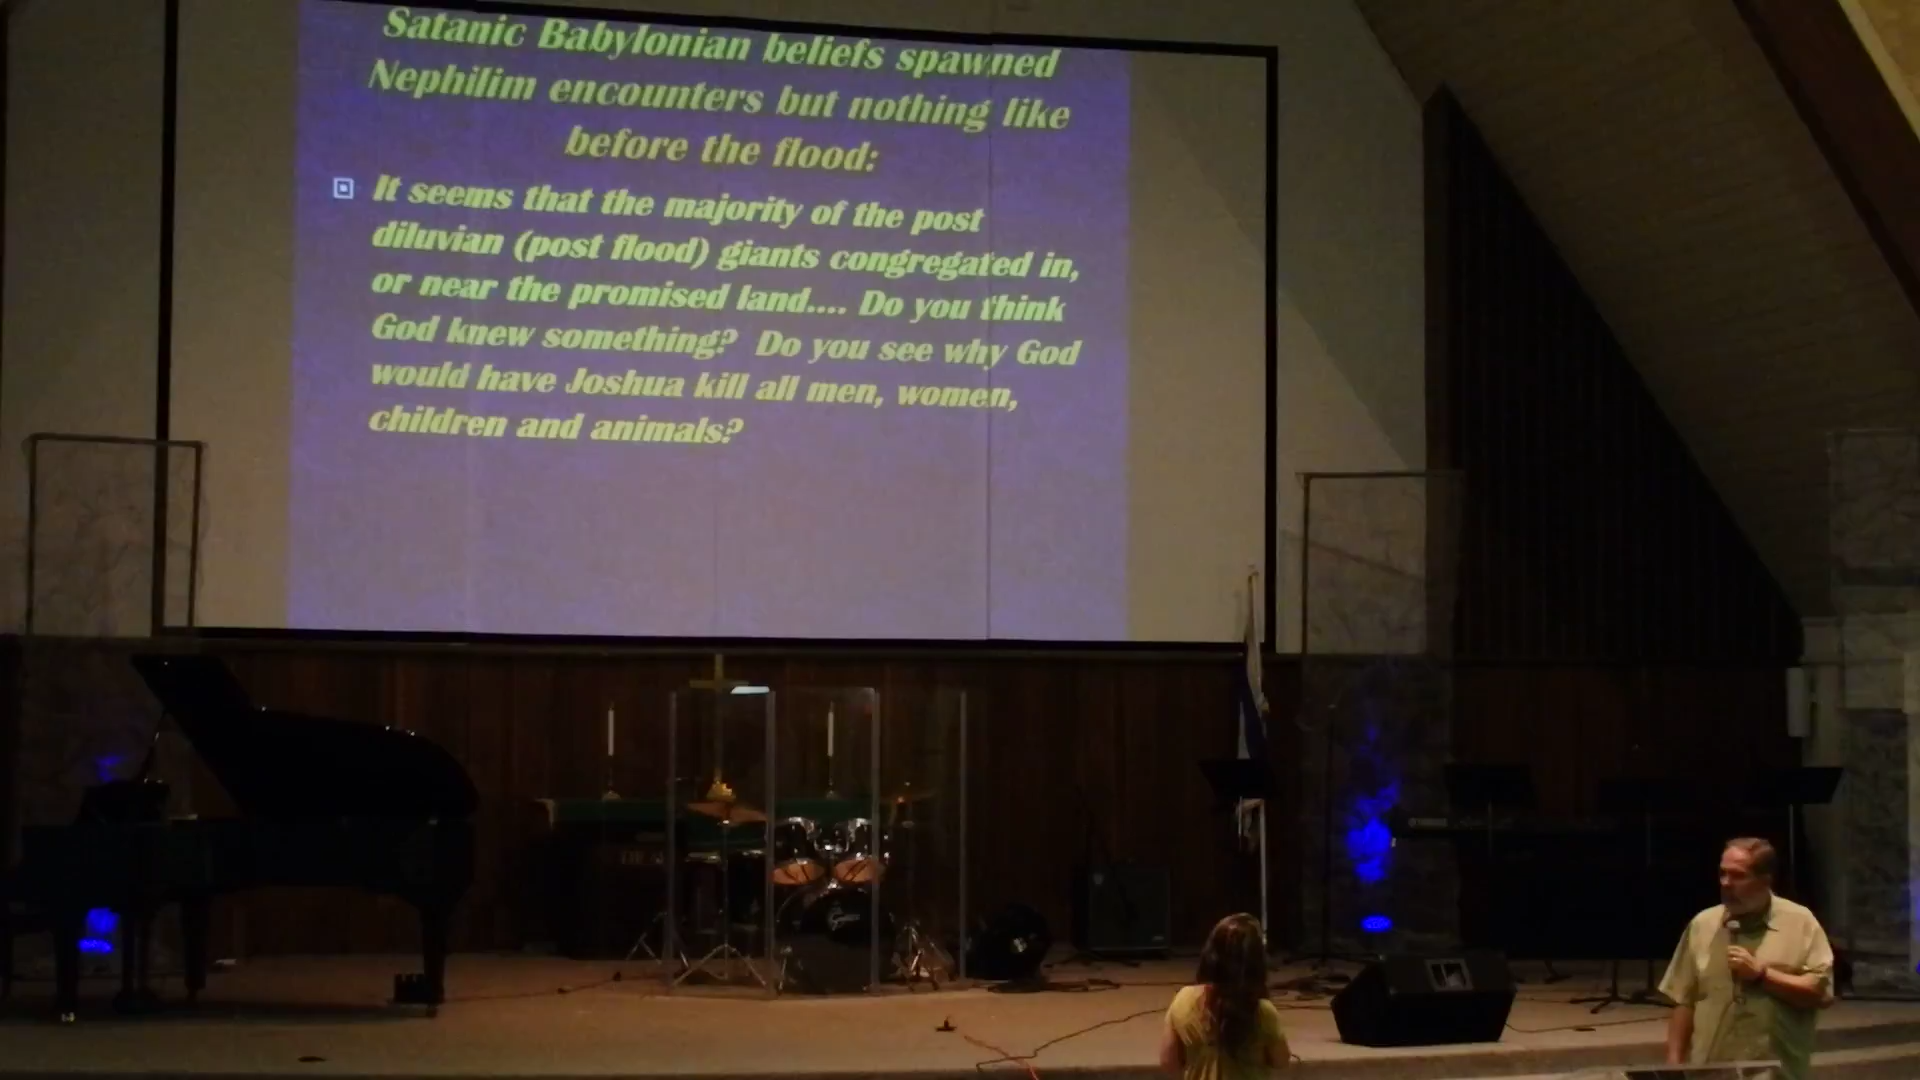 Satanic Babylonian beliefs spawned
Nephilim encounters but nothing like
before the flood:
It seems that the majority of the post
diluvian (post flood) giants congregated in,
or near the promised land.... Do you think
God knew something? Do you see why God
would have Joshua kill all men, women,
children and animals?